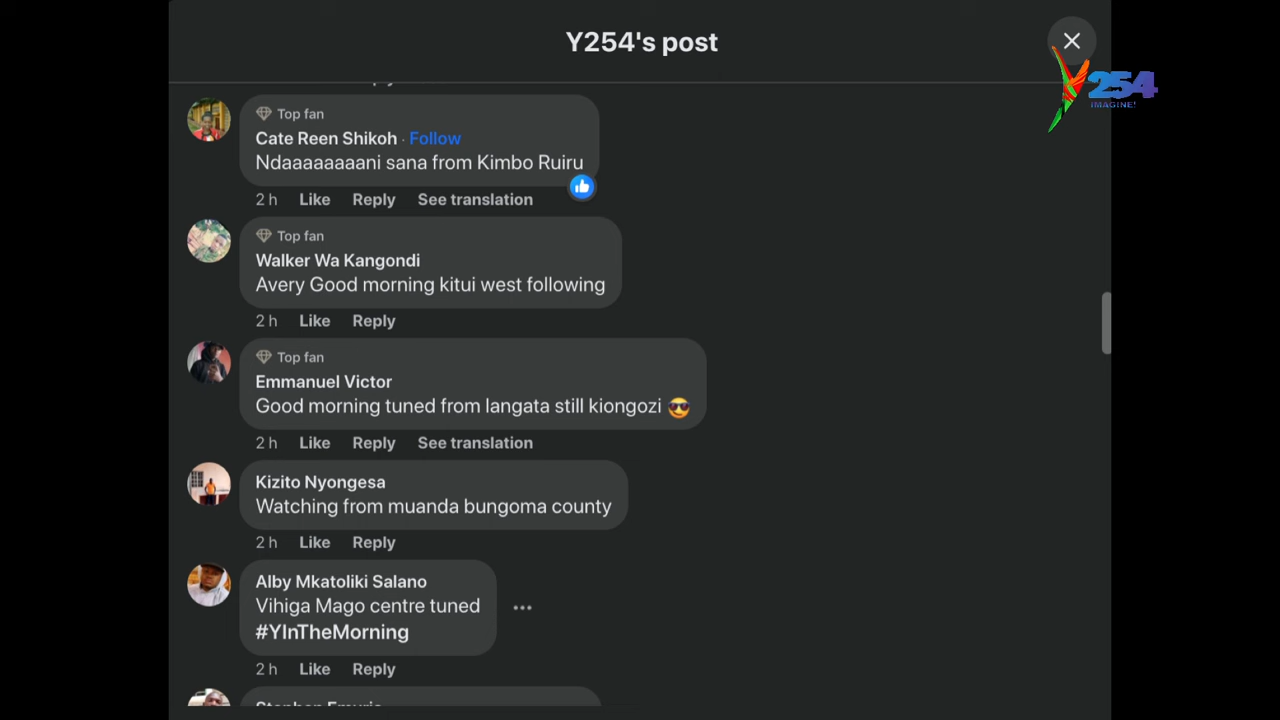 Y254's post
Y254
IMAGINE!
Top fan
Cate Reen Shikoh · Follow
Ndaaaaaaaani sana from Kimbo Ruiru
2 h Like Reply See translation
Top fan
Walker Wa Kangondi
Avery Good morning kitui west following
2 h Like Reply
Top fan
Emmanuel Victor
Good morning tuned from langata still kiongozi 😎
2 h Like Reply See translation
Kizito Nyongesa
Watching from muanda bungoma county
2 h Like Reply
Alby Mkatoliki Salano
Vihiga Mago centre tuned
#YInTheMorning
2 h Like Reply